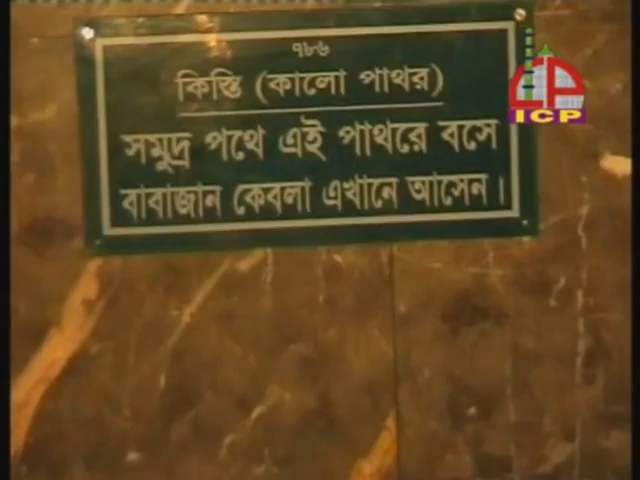 ৭৮৬
কিস্তি (কালো পাথর)
সমুদ্র পথে এই পাথরে বসে
বাবাজান কেবলা এখানে আসেন।
ICP